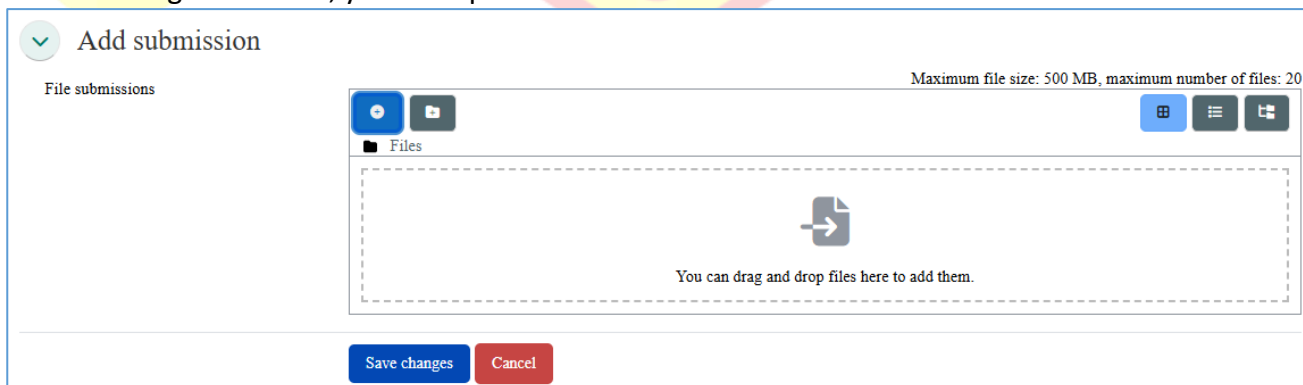 Add submission
File submissions
Maximum file size: 500 MB, maximum number of files: 20
Files
You can drag and drop files here to add them.
Save changes
Cancel